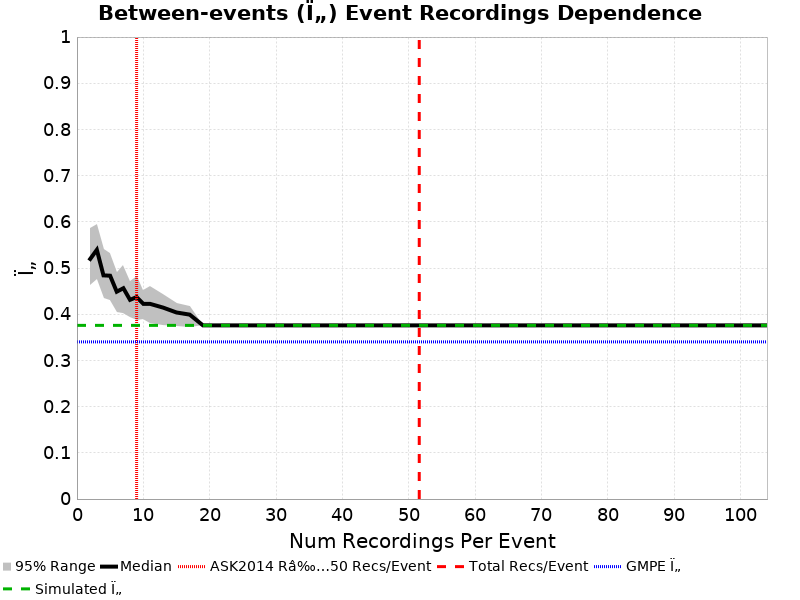 Between-events (Ï„) Event Recordings Dependence
1
0.9
0.8
0.7
0.6
0.5
0.4
0.3
0.2
0.1
0
Ï„
0 10 20 30 40 50 60 70 80 90 100
Num Recordings Per Event
95% Range Median ASK2014 Râ‰…50 Recs/Event Total Recs/Event GMPE Ï„
Simulated Ï„